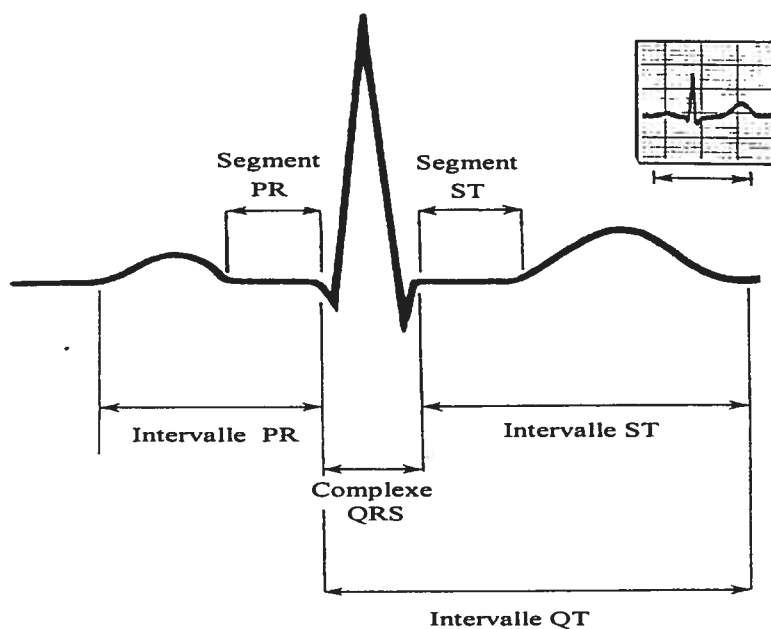 Segment
PR
Segment
ST
Intervalle PR
Intervalle ST
Complexe
QRS
Intervalle QT